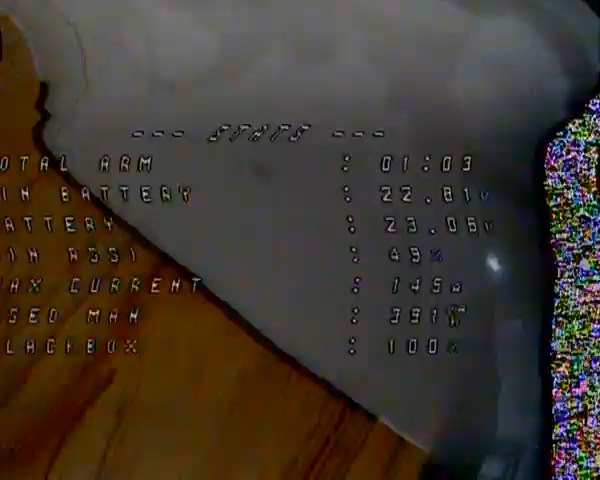 --- STATS ---
OTAL ARM : 01:03
IN BATTERY : 22.81V
ATTERY : 23.08V
IN RSSI : 49%
AX CURRENT : 145A
SED MAH : 391
LACKBOX : 100%